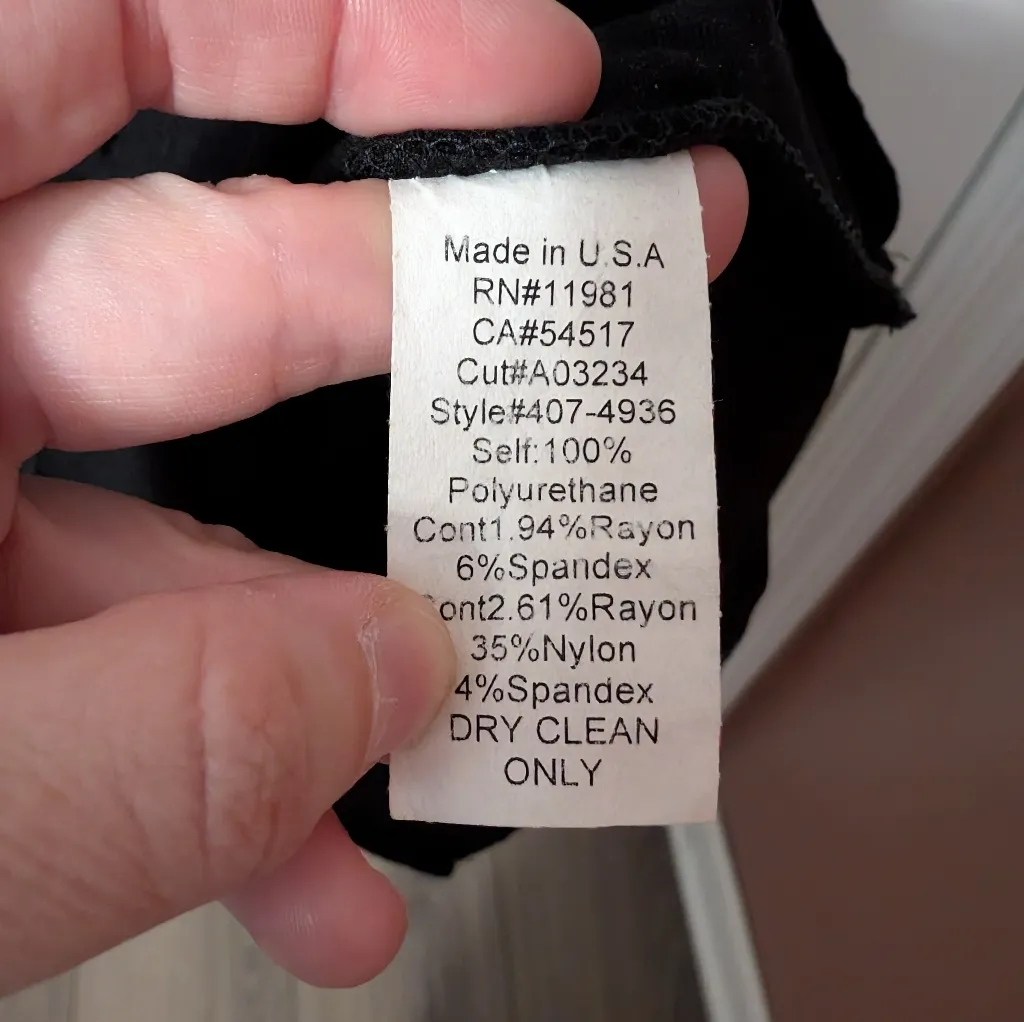 Made in U.S.A
RN#11981
CA#54517
Cut#A03234
Style#407-4936
Self:100%
Polyurethane
Cont1.94%Rayon
6%Spandex
Cont2.61%Rayon
35%Nylon
4%Spandex
DRY CLEAN
ONLY